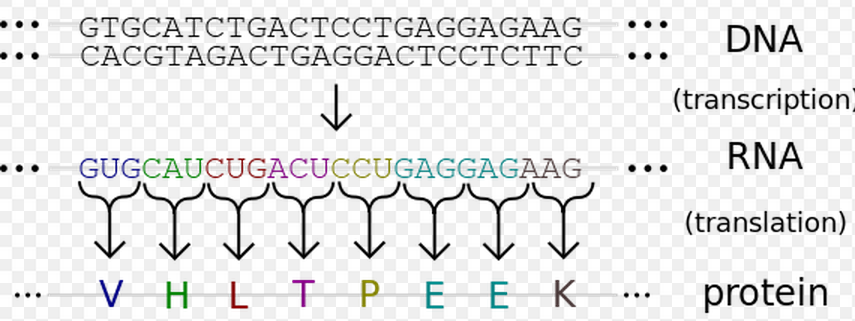 ••• GTGCATCTGACTCCTGAGGAGAAG ••• DNA
••• CACGTAGACTGAGGACTCCTCTTC •••
(transcription)
••• GUGCAUCUGACUCCUGAGGAGAAG ••• RNA
(translation)
... V H L T P E E K ... protein